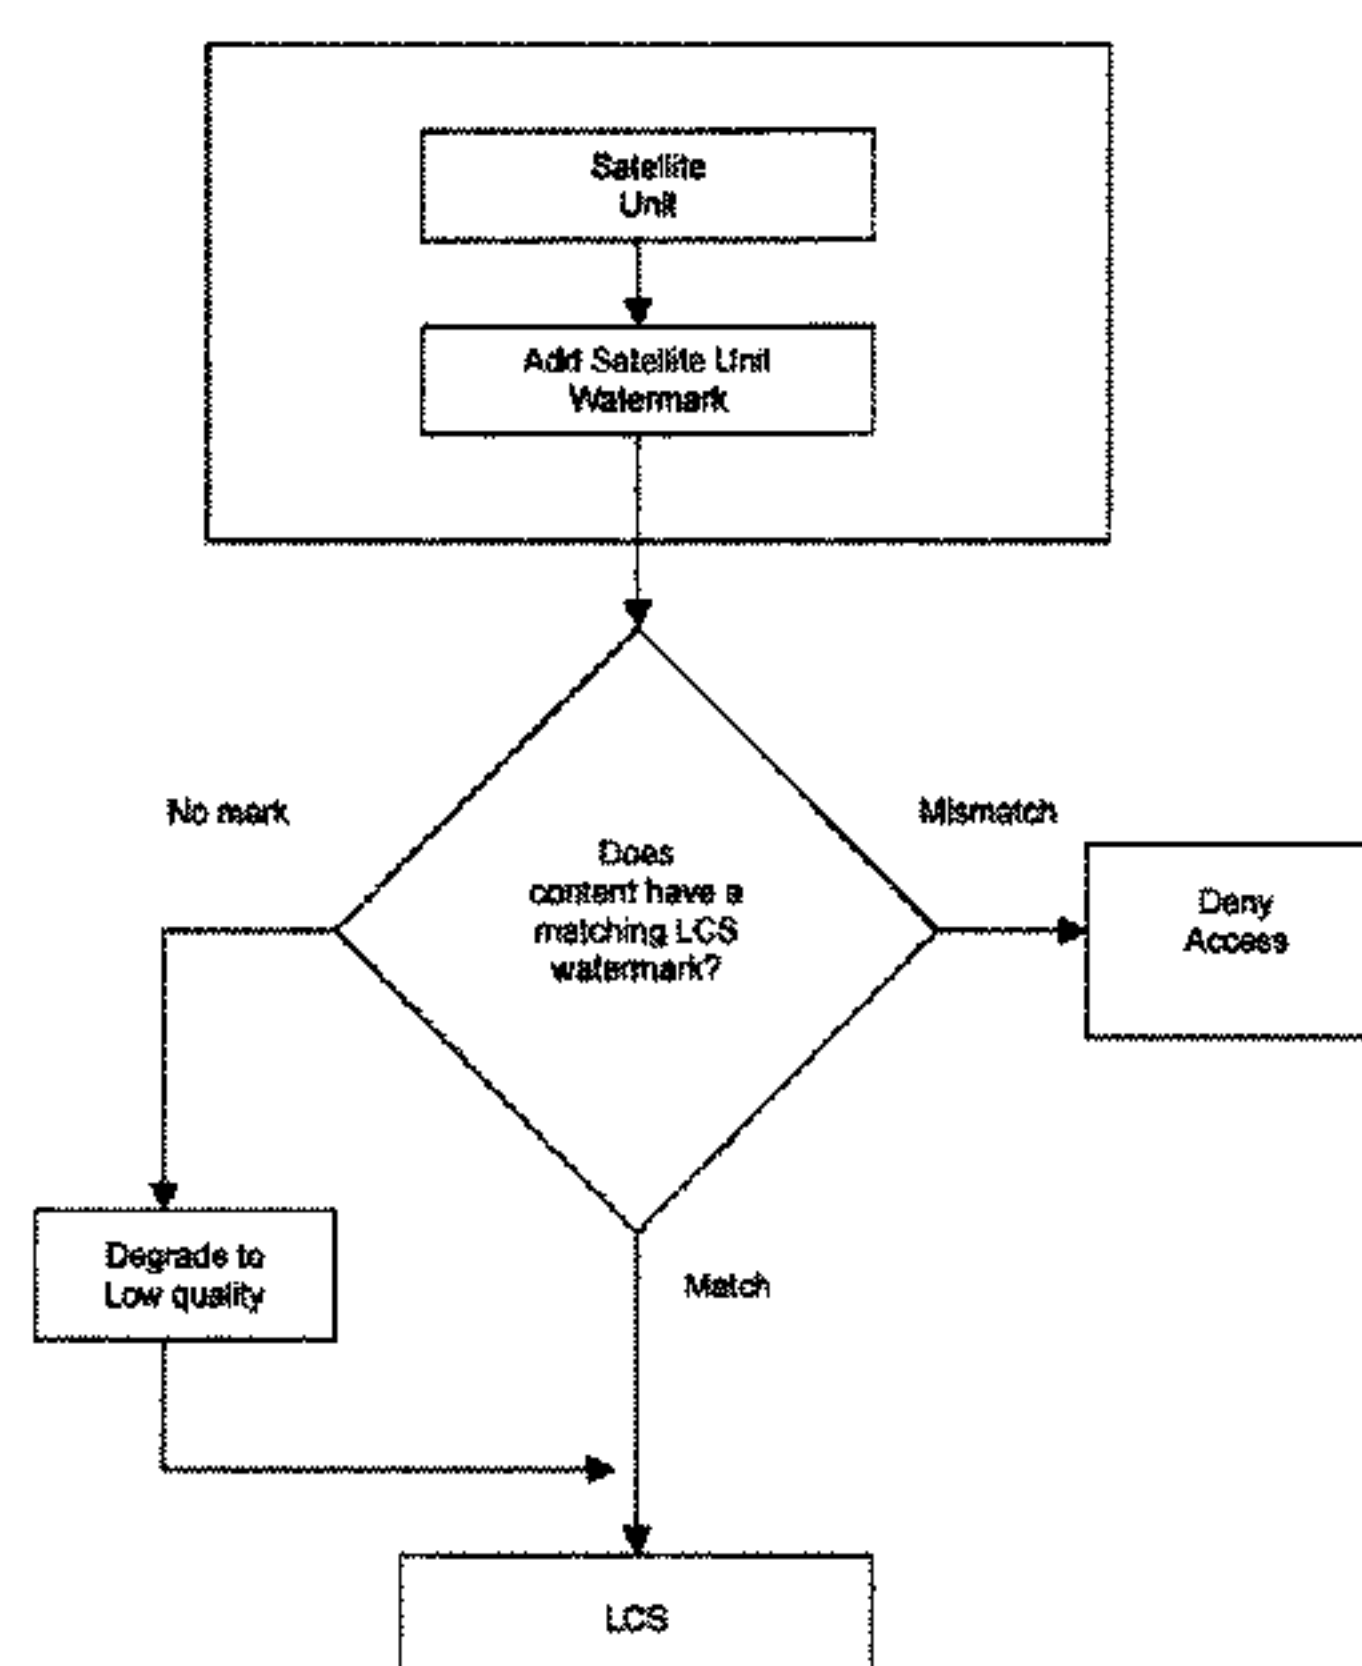 Satellite
Unit
Add Satellite Unit
Watermark
No mark
Mismatch
Does
content have a
matching LCS
watermark?
Deny
Access
Degrade to
Low quality
Match
LCS